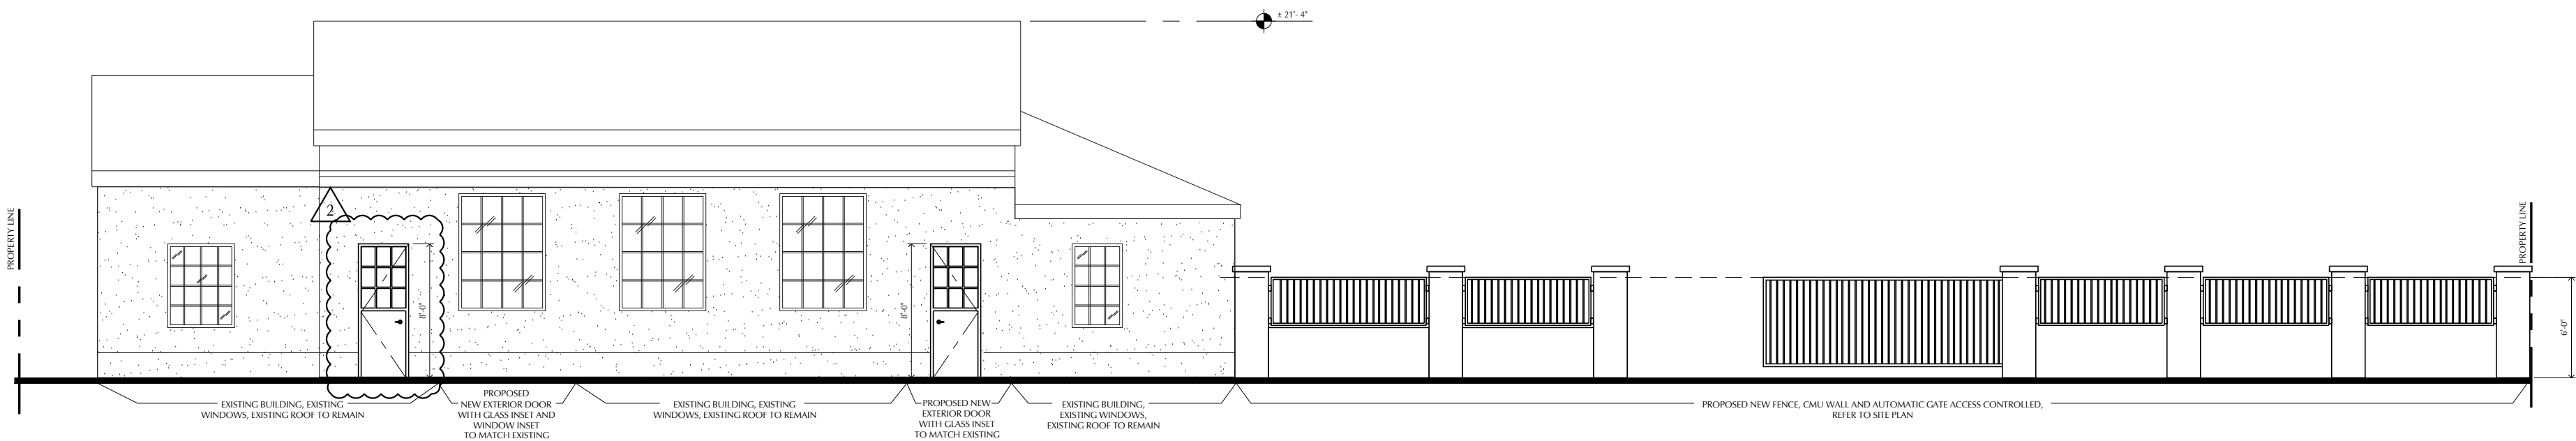 ± 21'- 4"
PROPERTY LINE
PROPERTY LINE
2
8'-0"
8'-0"
6'-0"
EXISTING BUILDING, EXISTING
WINDOWS, EXISTING ROOF TO REMAIN
PROPOSED
NEW EXTERIOR DOOR
WITH GLASS INSET AND
WINDOW INSET
TO MATCH EXISTING
EXISTING BUILDING, EXISTING
WINDOWS, EXISTING ROOF TO REMAIN
PROPOSED NEW
EXTERIOR DOOR
WITH GLASS INSET
TO MATCH EXISTING
EXISTING BUILDING,
EXISTING WINDOWS,
EXISTING ROOF TO REMAIN
PROPOSED NEW FENCE, CMU WALL AND AUTOMATIC GATE ACCESS CONTROLLED,
REFER TO SITE PLAN